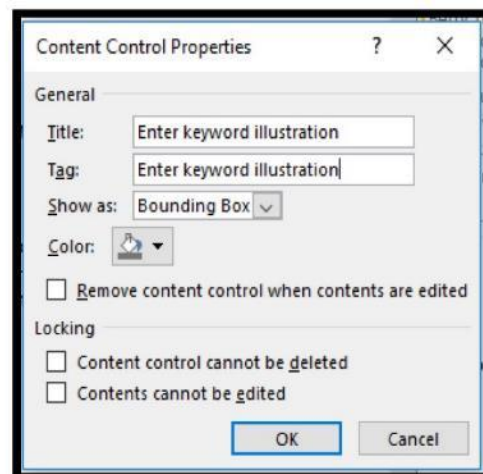 Content Control Properties ? X
General
Title: Enter keyword illustration
Tag: Enter keyword illustration
Show as: Bounding Box
Color:
Remove content control when contents are edited
Locking
Content control cannot be deleted
Contents cannot be edited
OK Cancel